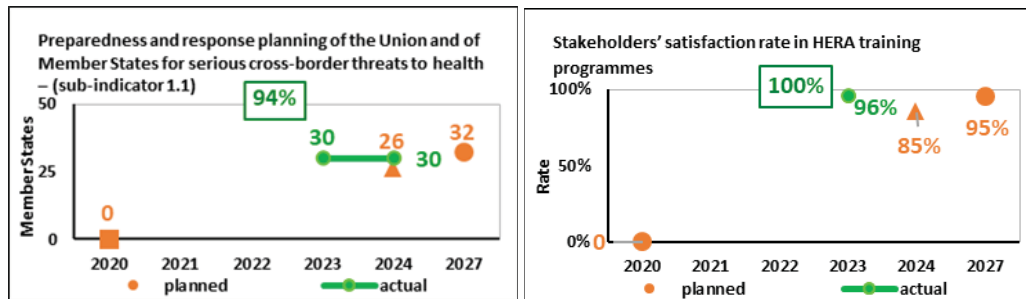 Preparedness and response planning of the Union and of
Member States for serious cross-border threats to health
– (sub-indicator 1.1)
94%
50
25
0
Member States
0
30
26
30
32
2020 2021 2022 2023 2024 2027
planned actual
Stakeholders' satisfaction rate in HERA training
programmes
100%
100%
50%
0%
Rate
0
96%
85%
95%
2020 2021 2022 2023 2024 2027
planned actual